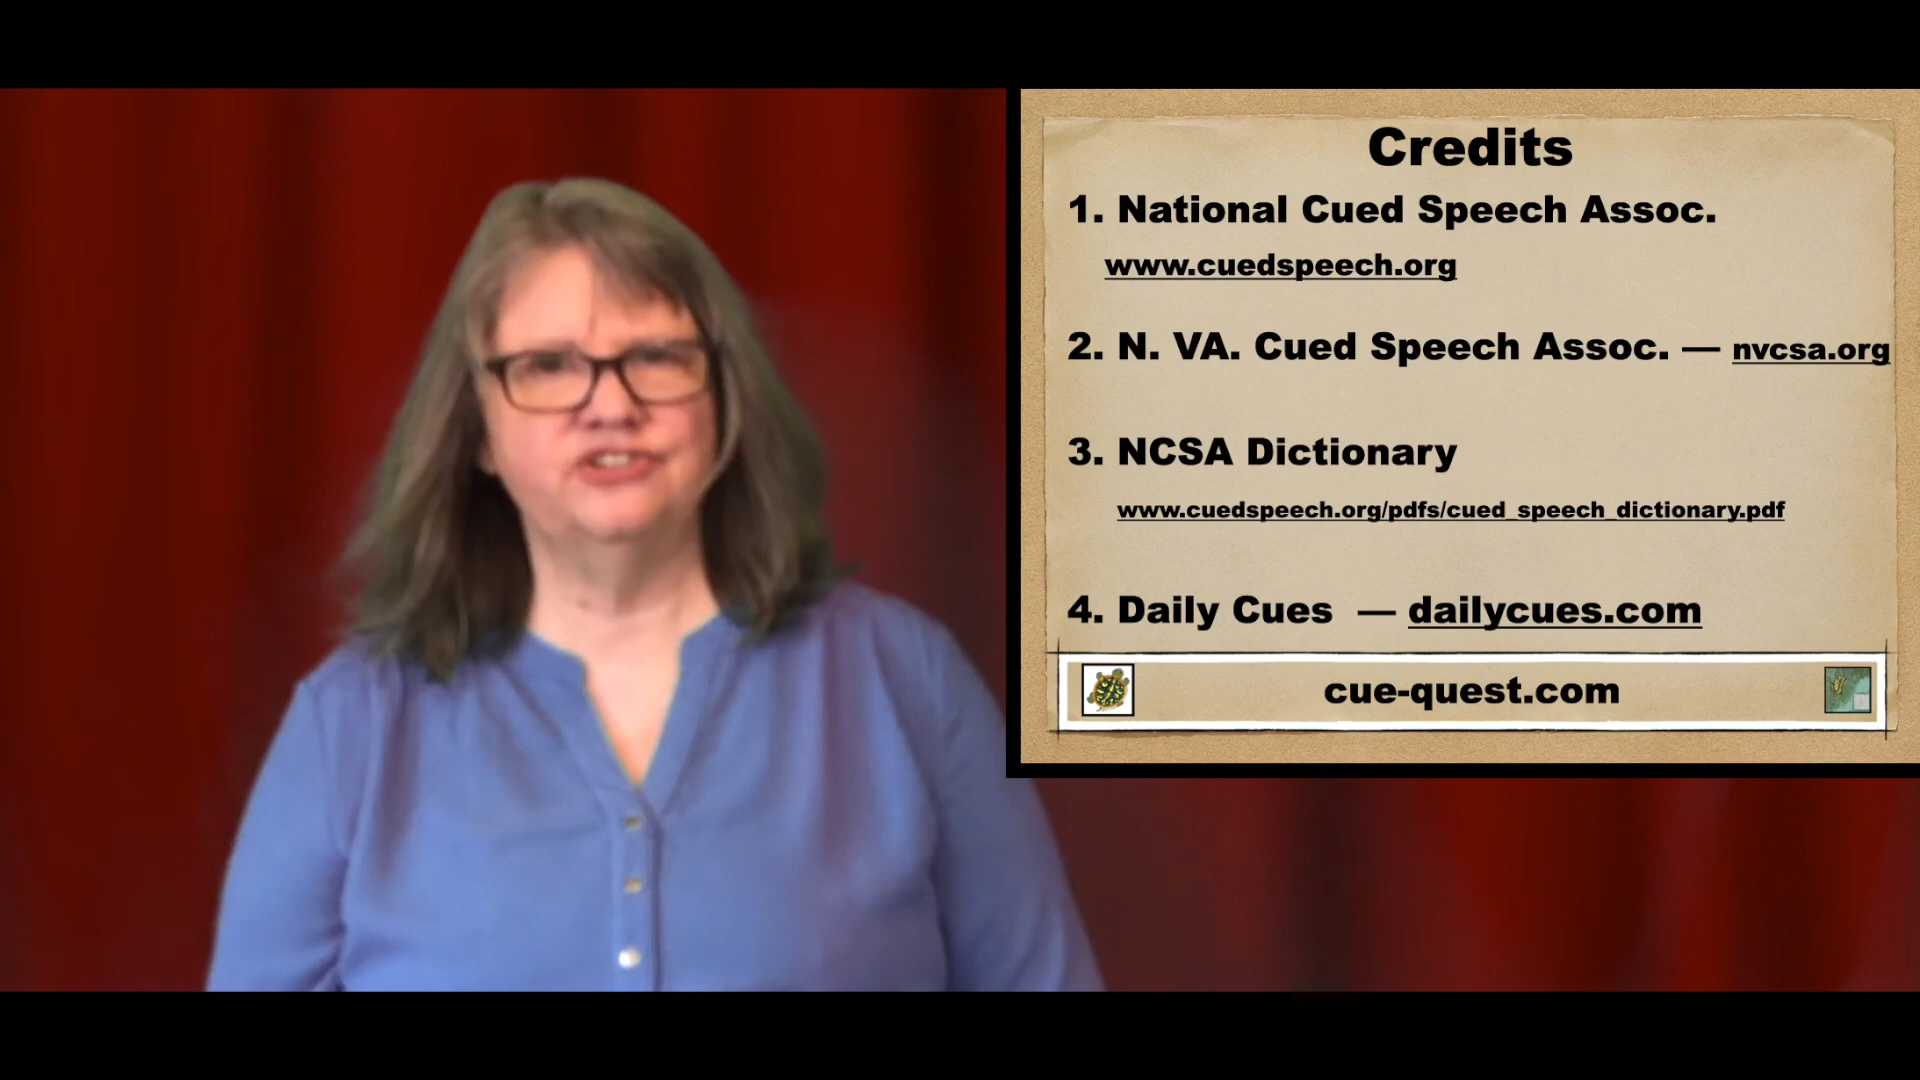 Credits
1. National Cued Speech Assoc.
www.cuedspeech.org
2. N. VA. Cued Speech Assoc. — nvcsa.org
3. NCSA Dictionary
www.cuedspeech.org/pdfs/cued_speech_dictionary.pdf
4. Daily Cues — dailycues.com
cue-quest.com